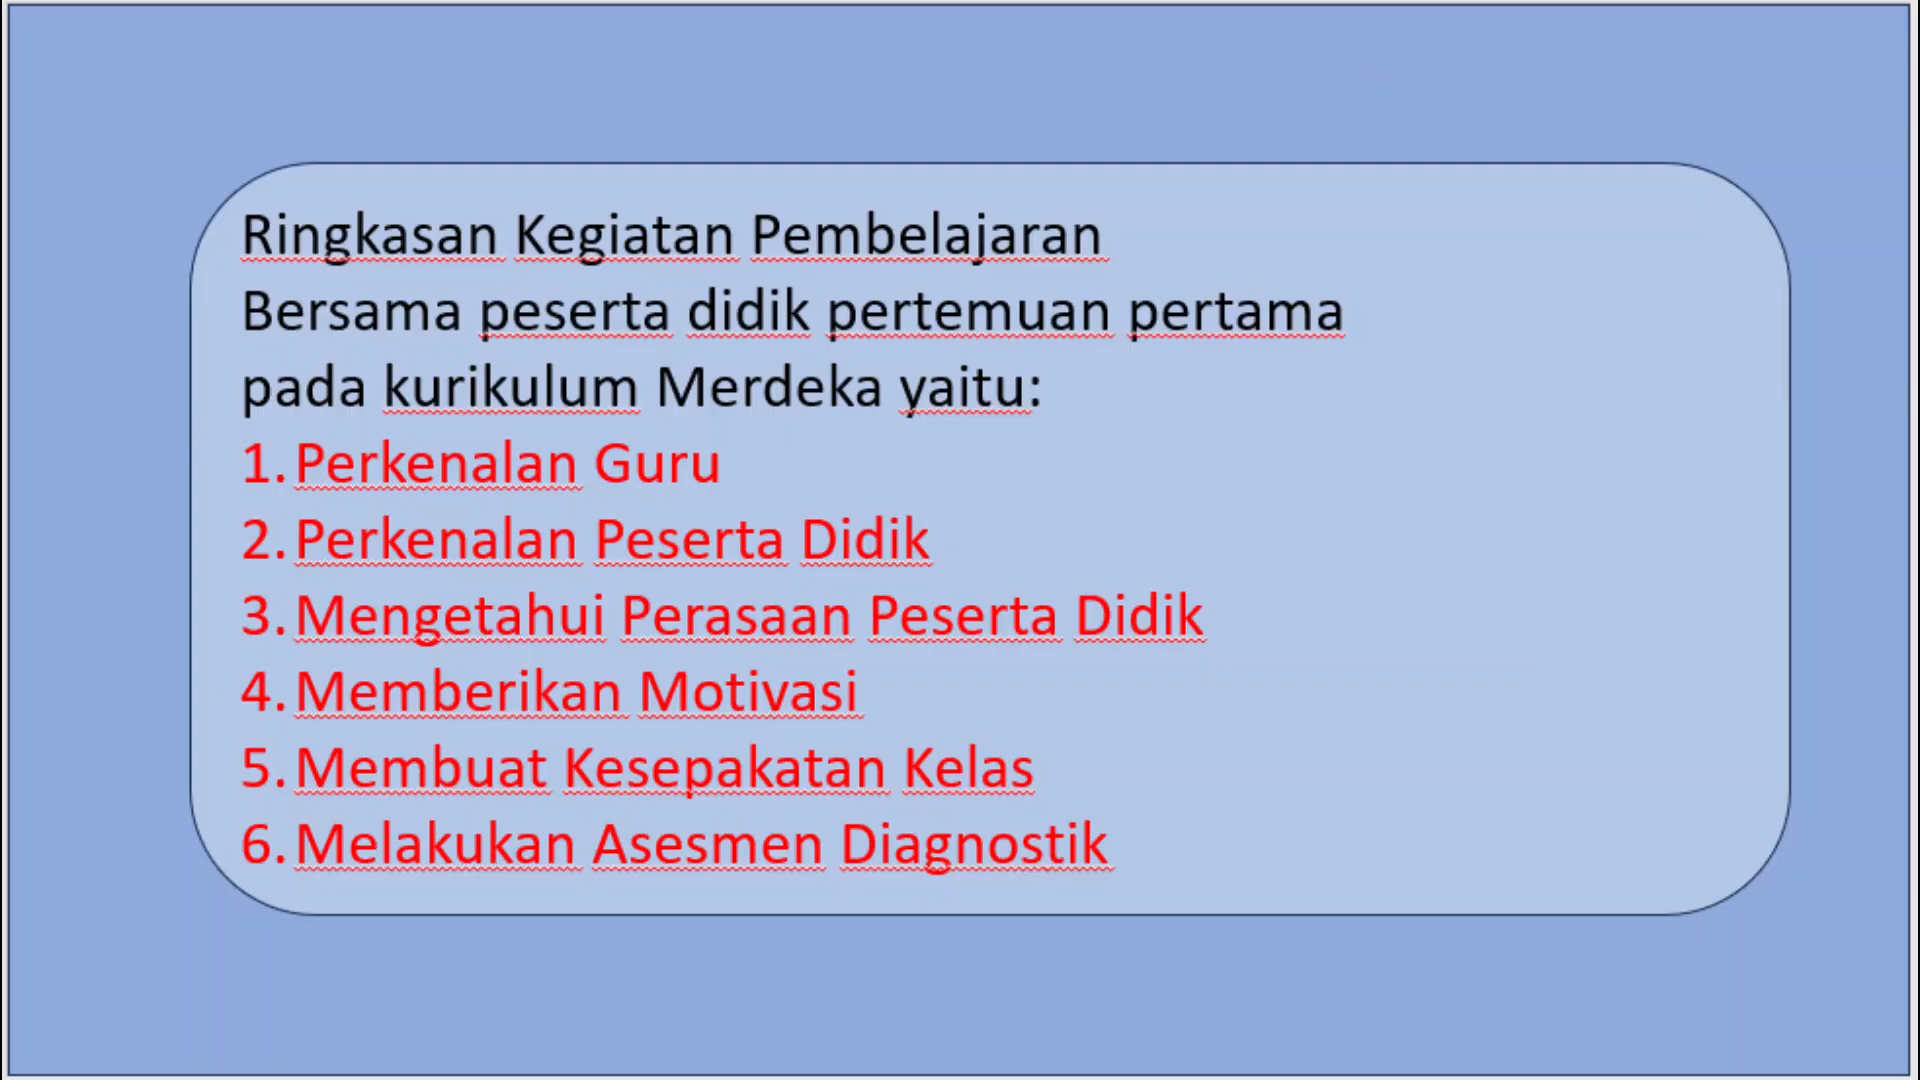 Ringkasan Kegiatan Pembelajaran
Bersama peserta didik pertemuan pertama
pada kurikulum Merdeka yaitu:
1. Perkenalan Guru
2. Perkenalan Peserta Didik
3. Mengetahui Perasaan Peserta Didik
4. Memberikan Motivasi
5. Membuat Kesepakatan Kelas
6. Melakukan Asesmen Diagnostik